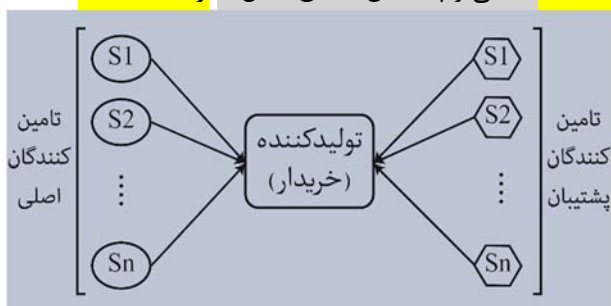 S1
S2
⋮
Sn
تامین
کنندگان
اصلی
تولیدکننده
(خریدار)
S1
S2
⋮
Sn
تامین
کنندگان
پشتیبان